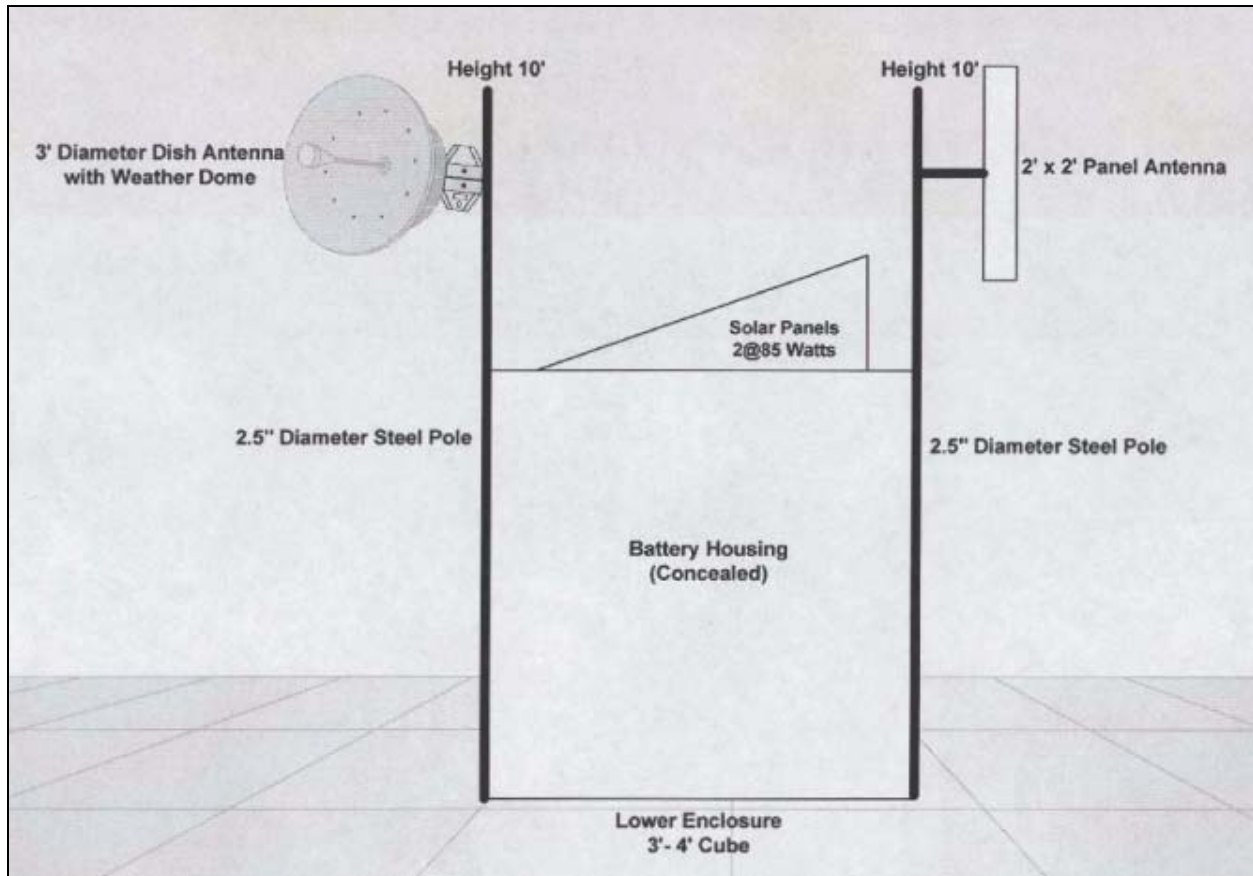 Height 10'
Height 10'
3' Diameter Dish Antenna
with Weather Dome
2' x 2' Panel Antenna
Solar Panels
2@85 Watts
2.5" Diameter Steel Pole
2.5" Diameter Steel Pole
Battery Housing
(Concealed)
Lower Enclosure
3'- 4' Cube